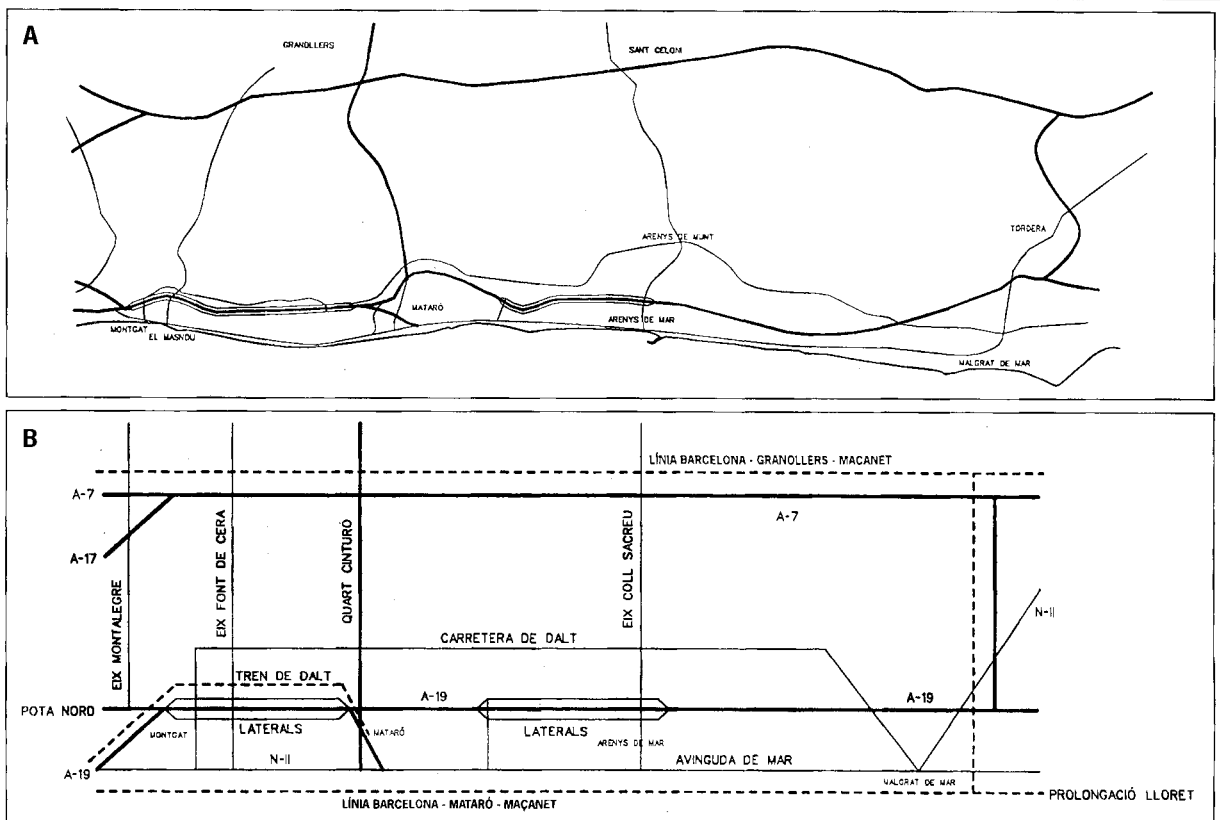 A
GRANOLLERS
SANT CELONI
ARENYS DE MUNT
TORDERA
MATARÓ
MONTGAT
EL MASNOU
ARENYS DE MAR
MALGRAT DE MAR
B
LÍNIA BARCELONA - GRANOLLERS - MAÇANET
A-7
A-7
A-17
EIX MONTALEGRE
EIX FONT DE CERA
QUART CINTURÓ
EIX COLL SACREU
N-II
CARRETERA DE DALT
TREN DE DALT
A-19
A-19
POTA NORD
MONTGAT
LATERALS
MATARÓ
LATERALS
ARENYS DE MAR
N-II
AVINGUDA DE MAR
A-19
MALGRAT DE MAR
LÍNIA BARCELONA - MATARÓ - MAÇANET
PROLONGACIÓ LLORET